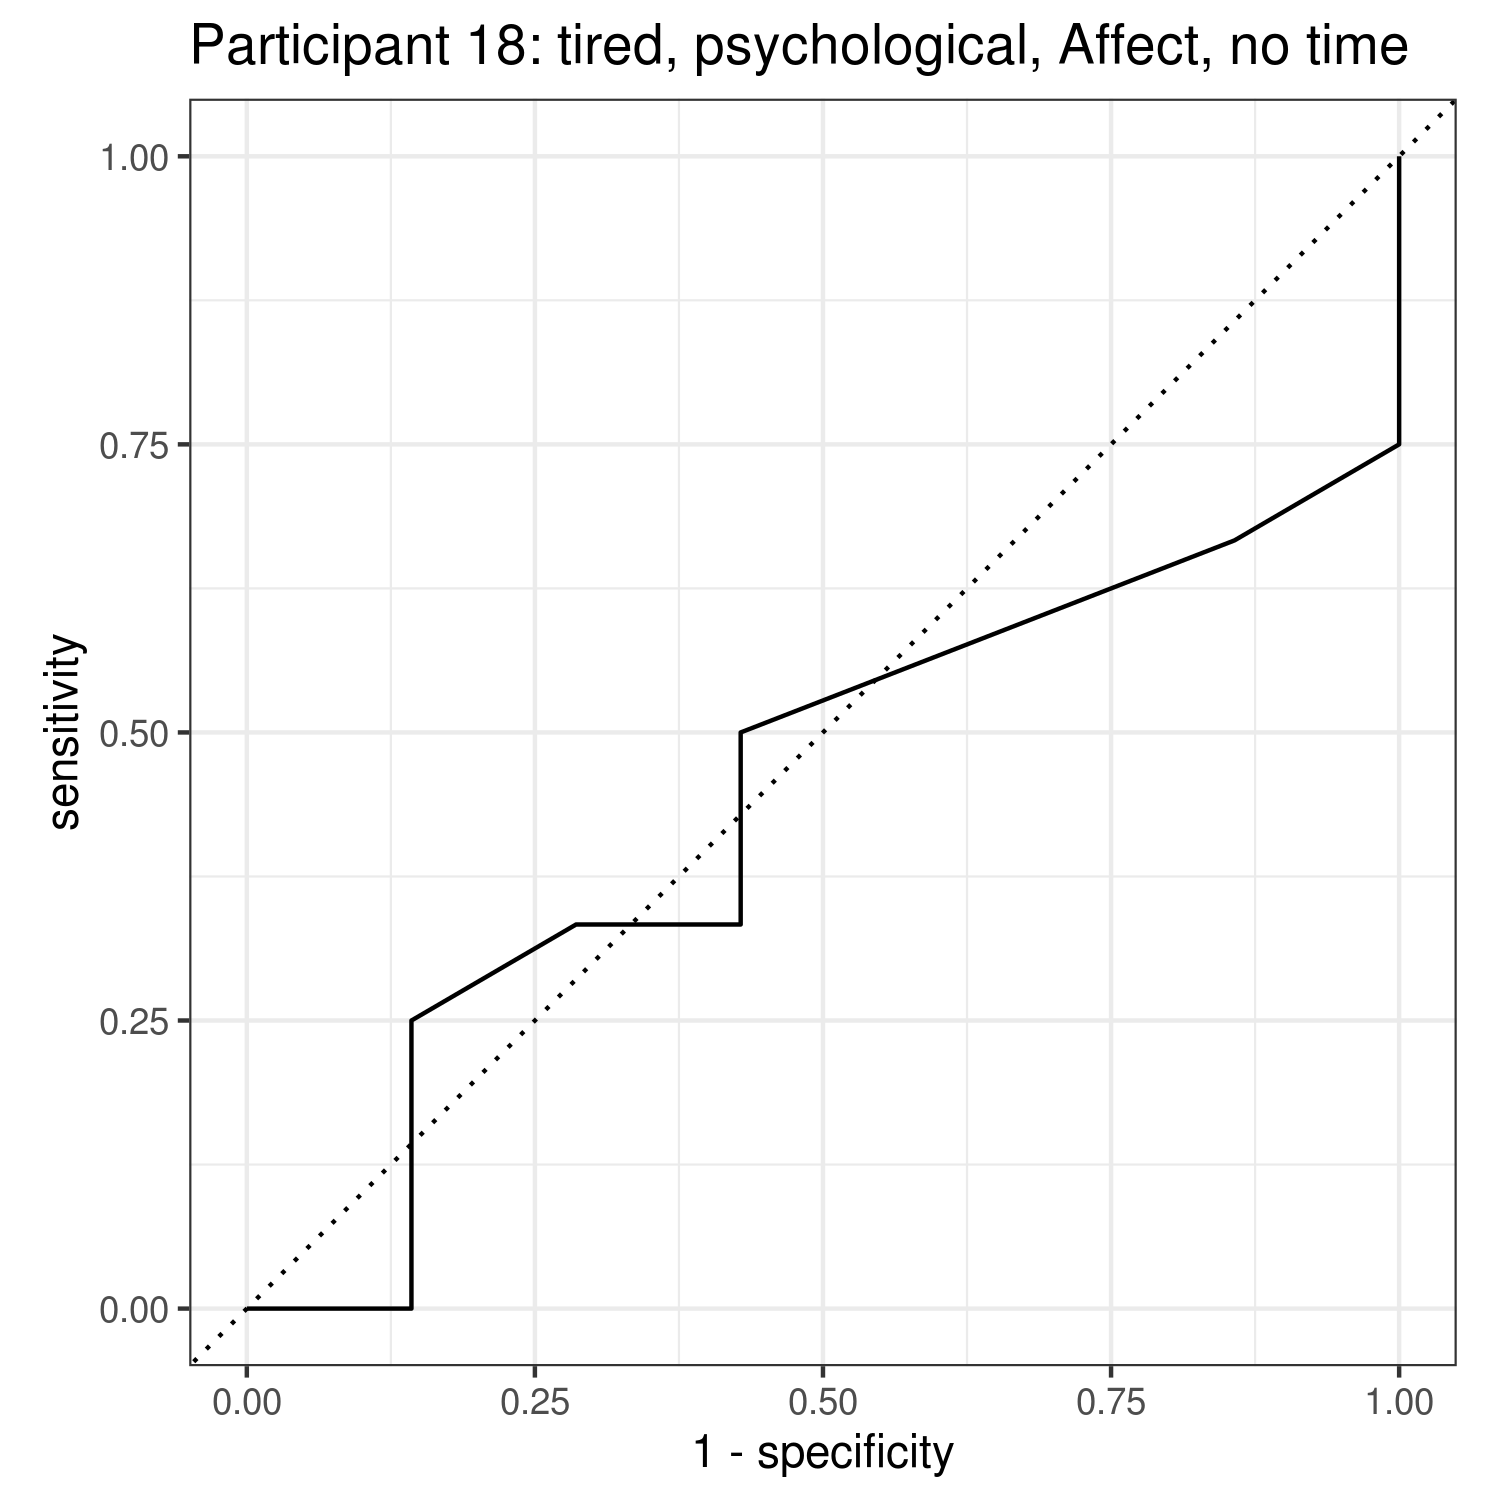 Participant 18: tired, psychological, Affect, no time
1.00
0.75
0.50
0.25
0.00
sensitivity
0.00 0.25 0.50 0.75 1.00
1 - specificity